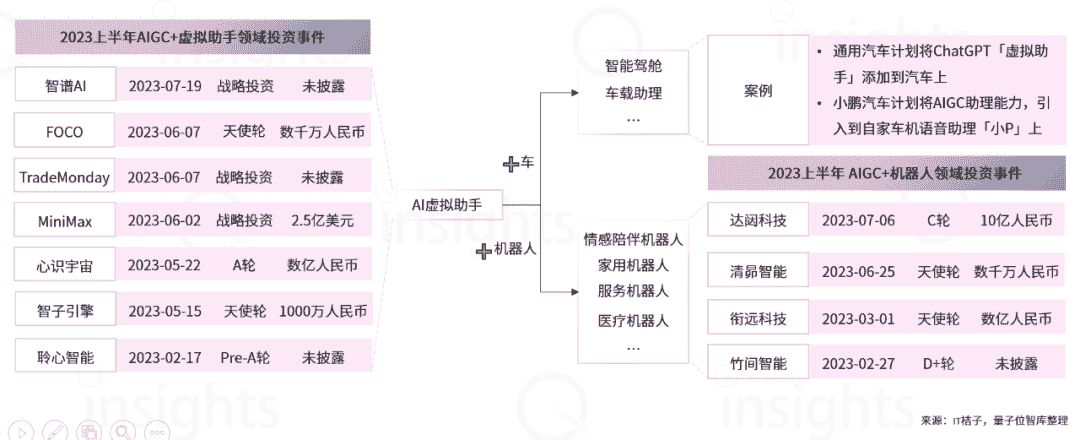 2023上半年AIGC+虚拟助手领域投资事件
智谱AI 2023-07-19 战略投资 未披露
FOCO 2023-06-07 天使轮 数千万人民币
TradeMonday 2023-06-07 战略投资 未披露
MiniMax 2023-06-02 战略投资 2.5亿美元
心识宇宙 2023-05-22 A轮 数亿人民币
智子引擎 2023-05-15 天使轮 1000万人民币
聆心智能 2023-02-17 Pre-A轮 未披露
AI虚拟助手
+车
+机器人
智能驾舱
车载助理
...
情感陪伴机器人
家用机器人
服务机器人
医疗机器人
...
案例
• 通用汽车计划将ChatGPT「虚拟助
手」添加到汽车上
• 小鹏汽车计划将AIGC助理能力，引
入到自家车机语音助理「小P」上
2023上半年 AIGC+机器人领域投资事件
达闼科技 2023-07-06 C轮 10亿人民币
清昴智能 2023-06-25 天使轮 数千万人民币
衔远科技 2023-03-01 天使轮 数亿人民币
竹间智能 2023-02-27 D+轮 未披露
来源：IT桔子，量子位智库整理
insights
insights
insights
insights
insights